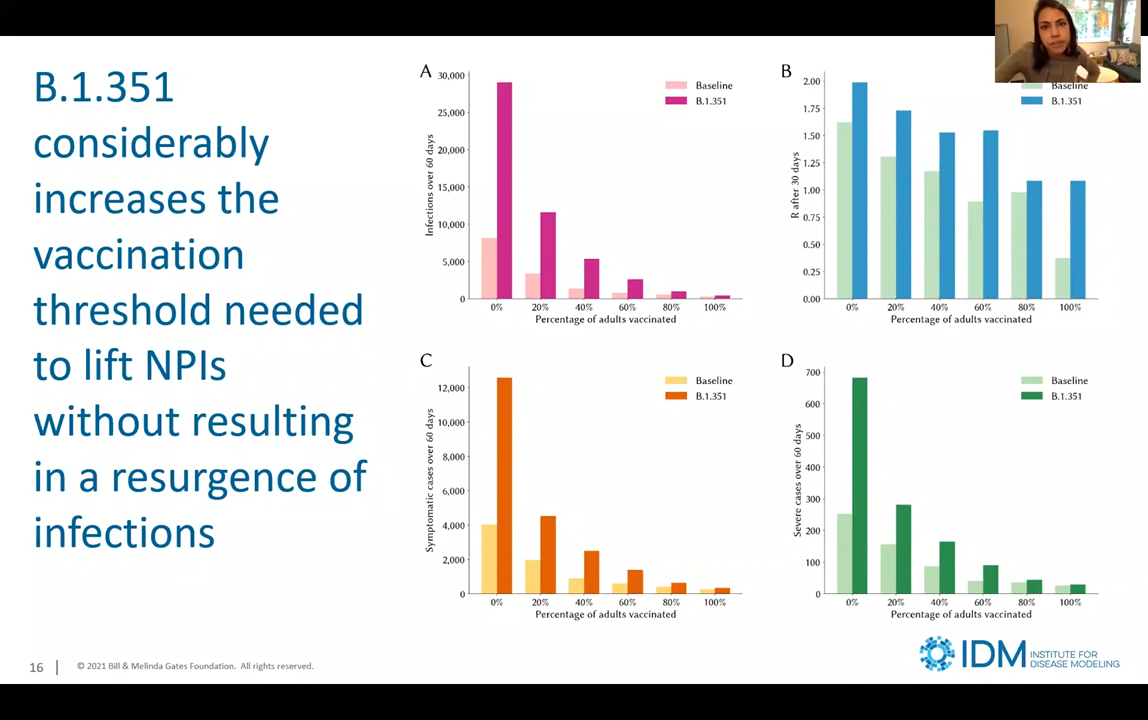 B.1.351
considerably
increases the
vaccination
threshold needed
to lift NPIs
without resulting
in a resurgence of
infections
A
30,000
25,000
20,000
15,000
10,000
5,000
0
Infections over 60 days
Baseline
B.1.351
0% 20% 40% 60% 80% 100%
Percentage of adults vaccinated
B
2.00
1.75
1.50
1.25
1.00
0.75
0.50
0.25
0.00
R after 30 days
Baseline
B.1.351
0% 20% 40% 60% 80% 100%
Percentage of adults vaccinated
C
12,000
10,000
8,000
6,000
4,000
2,000
0
Symptomatic cases over 60 days
Baseline
B.1.351
0% 20% 40% 60% 80% 100%
Percentage of adults vaccinated
D
700
600
500
400
300
200
100
0
Severe cases over 60 days
Baseline
B.1.351
0% 20% 40% 60% 80% 100%
Percentage of adults vaccinated
16 | © 2021 Bill & Melinda Gates Foundation. All rights reserved.
IDM
INSTITUTE FOR
DISEASE MODELING